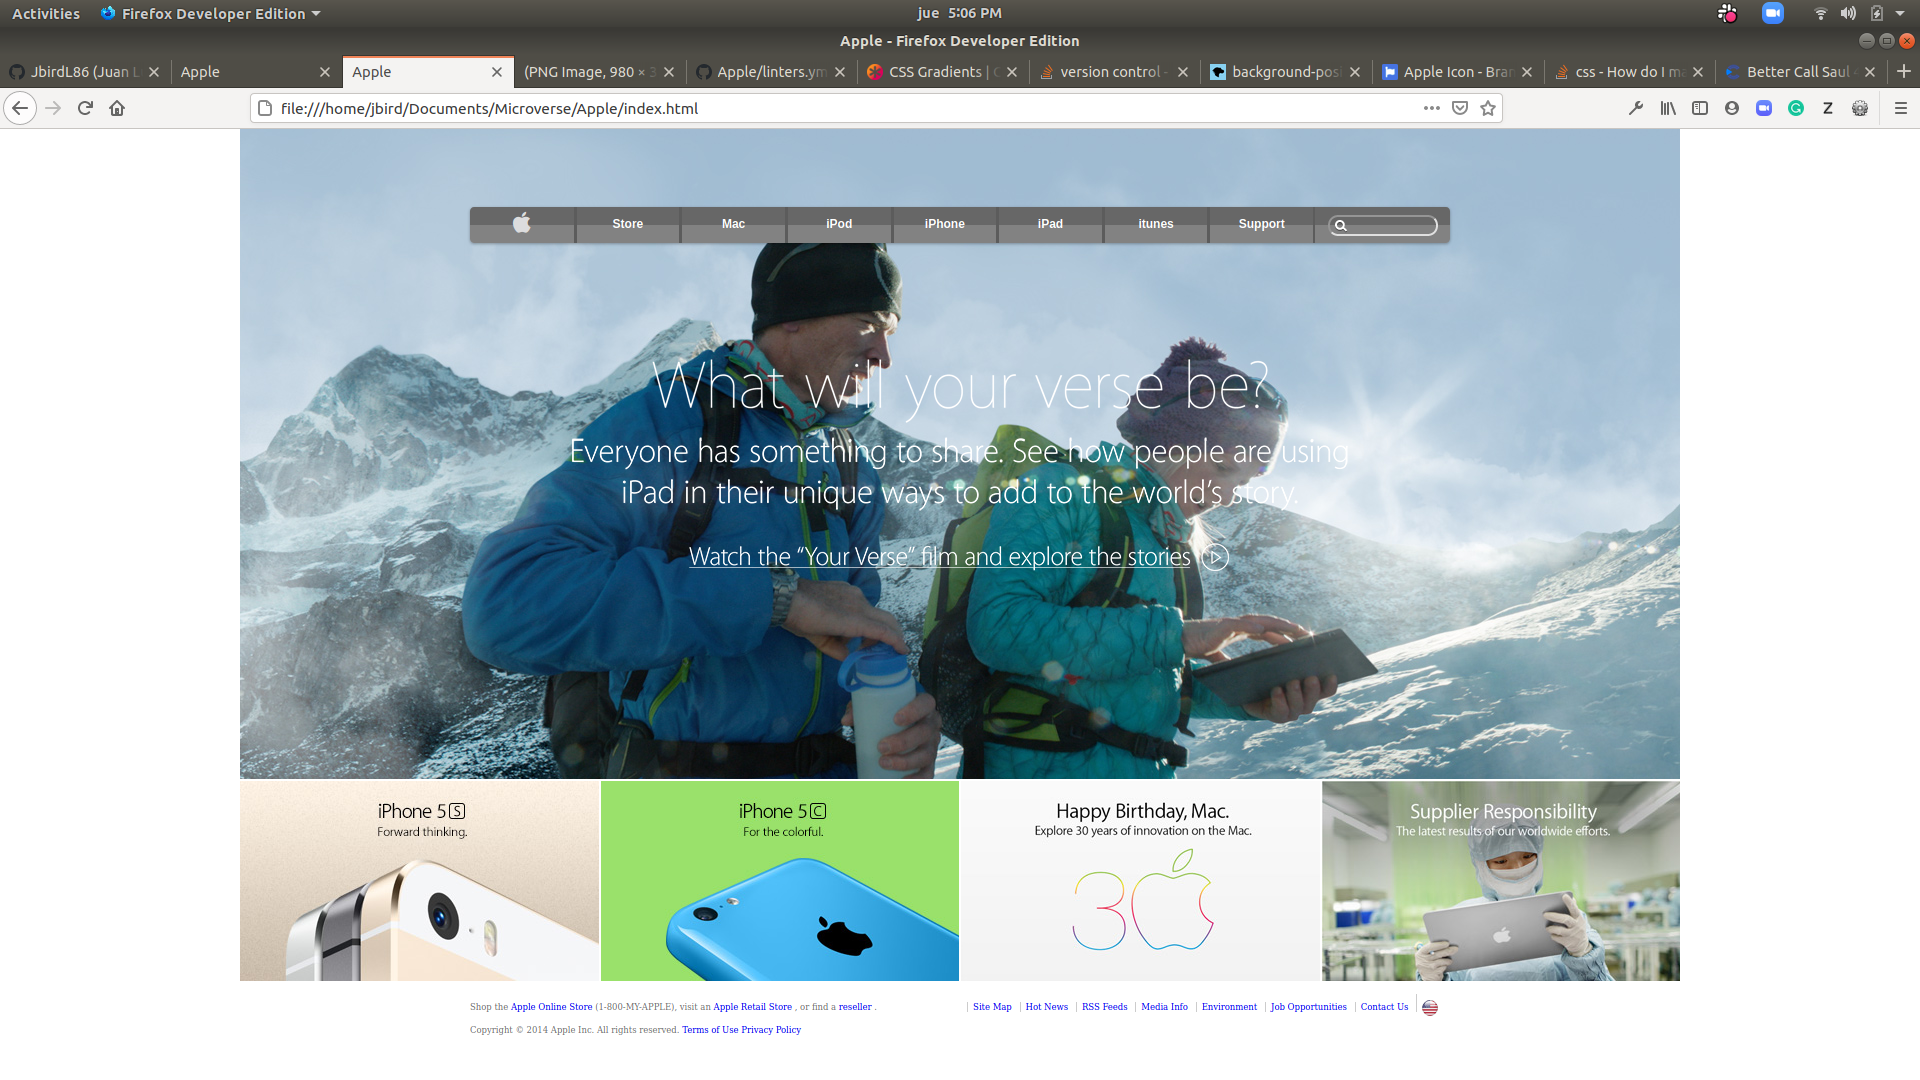 Activities Firefox Developer Edition jue 5:06 PM
Apple - Firefox Developer Edition
JbirdL86 (Juan L Apple Apple (PNG Image, 980 × 3 Apple/linters.ym CSS Gradients | C version control - background-posi Apple Icon - Bran css - How do I ma Better Call Saul 4
file:///home/jbird/Documents/Microverse/Apple/index.html Z
Store Mac iPod iPhone iPad itunes Support
What will your verse be?
Everyone has something to share. See how people are using
iPad in their unique ways to add to the world's story.
Watch the “Your Verse” film and explore the stories
iPhone 5S
Forward thinking.
iPhone 5C
For the colorful.
Happy Birthday, Mac.
Explore 30 years of innovation on the Mac.
30
Supplier Responsibility
The latest results of our worldwide efforts.
Shop the Apple Online Store (1-800-MY-APPLE), visit an Apple Retail Store , or find a reseller .
Site Map Hot News RSS Feeds Media Info Environment Job Opportunities Contact Us
Copyright © 2014 Apple Inc. All rights reserved. Terms of Use Privacy Policy